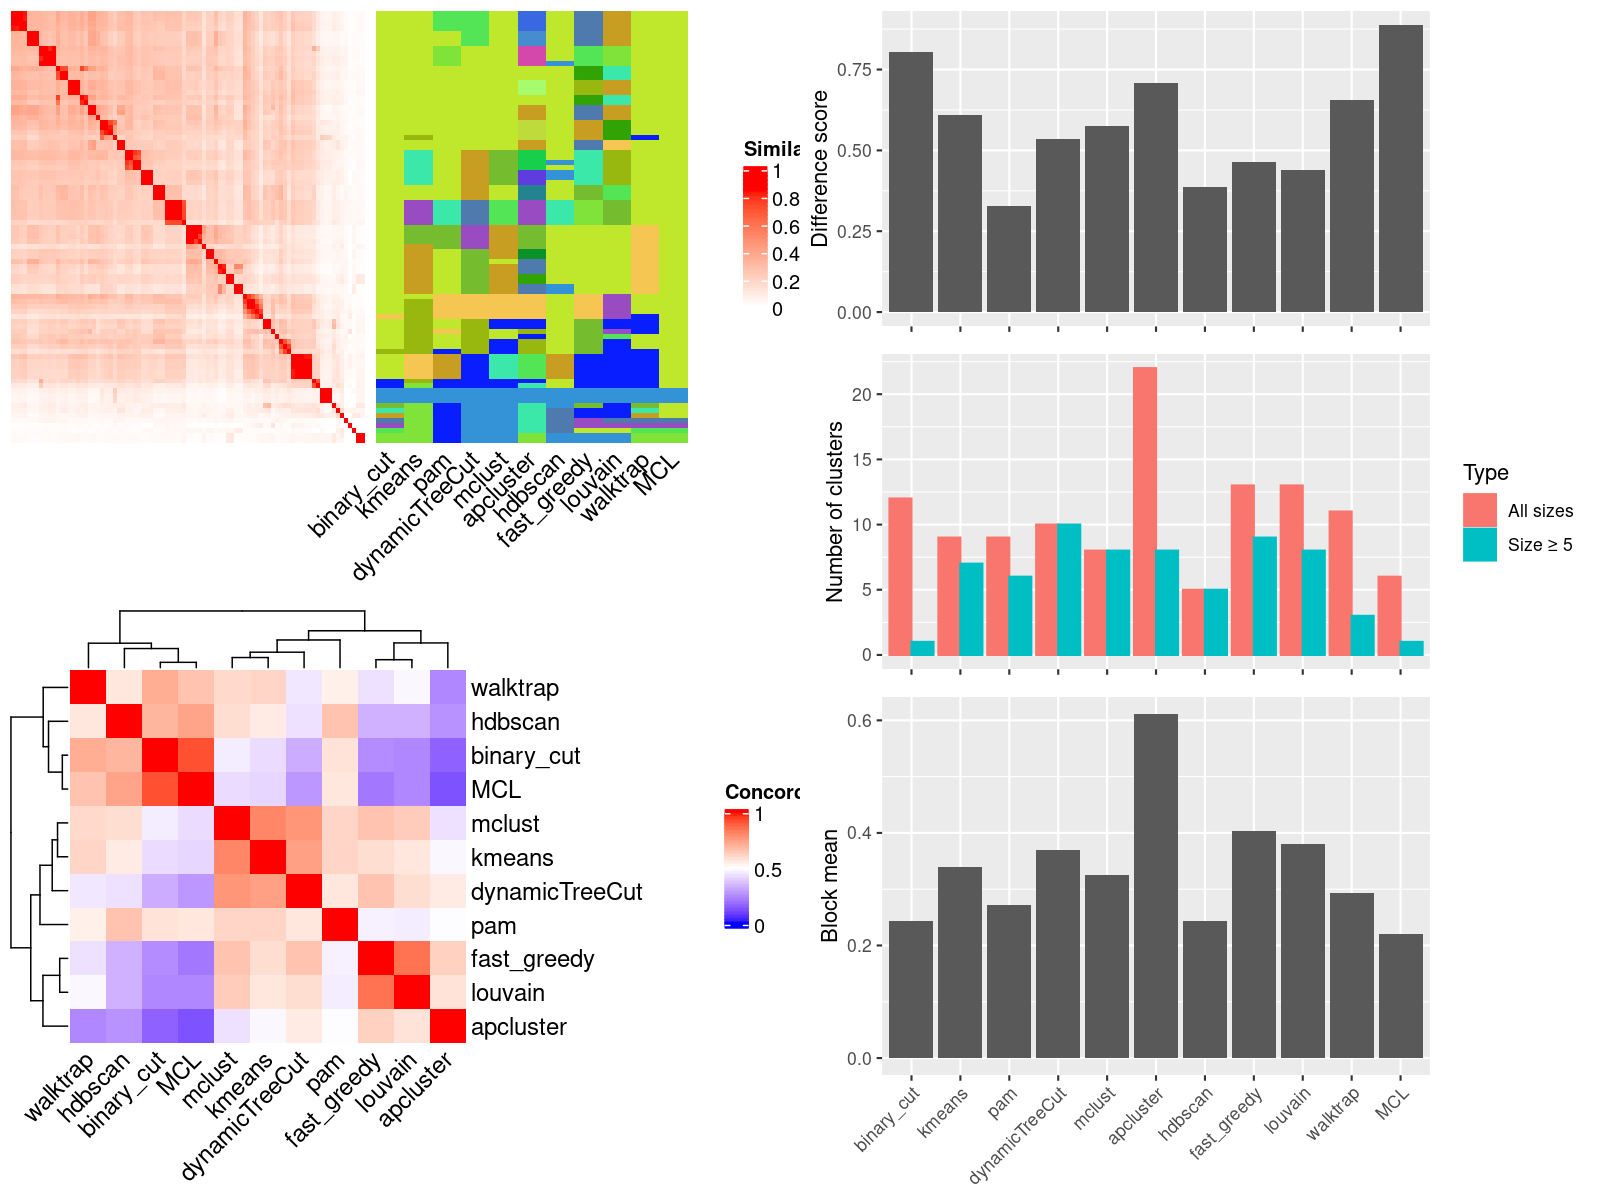 Simila
1
0.8
0.6
0.4
0.2
0
binary_cut
kmeans
pam
dynamicTreeCut
mclust
apcluster
hdbscan
fast_greedy
louvain
walktrap
MCL
Difference score
0.75
0.50
0.25
0.00
Number of clusters
20
15
10
5
0
Type
All sizes
Size ≥ 5
walktrap
hdbscan
binary_cut
MCL
mclust
kmeans
dynamicTreeCut
pam
fast_greedy
louvain
apcluster
walktrap
hdbscan
binary_cut
MCL
mclust
kmeans
dynamicTreeCut
pam
fast_greedy
louvain
apcluster
Concord
1
0.5
0
Block mean
0.6
0.4
0.2
0.0
binary_cut
kmeans
pam
dynamicTreeCut
mclust
apcluster
hdbscan
fast_greedy
louvain
walktrap
MCL